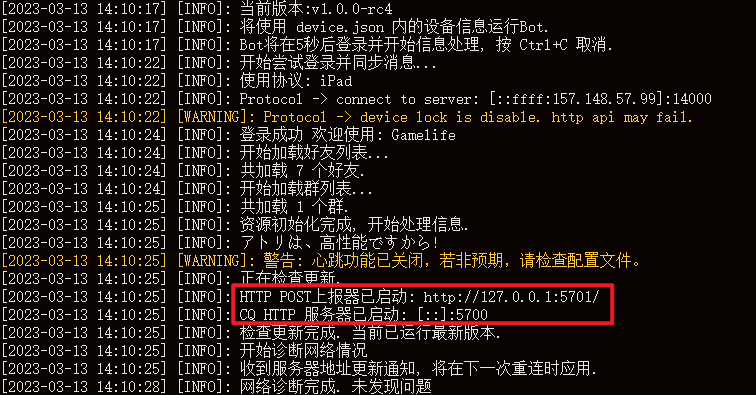 [2023-03-13 14:10:17] [INFO]: 当前版本:v1.0.0-rc4
[2023-03-13 14:10:17] [INFO]: 将使用 device.json 内的设备信息运行Bot.
[2023-03-13 14:10:17] [INFO]: Bot将在5秒后登录并开始信息处理, 按 Ctrl+C 取消.
[2023-03-13 14:10:22] [INFO]: 开始尝试登录并同步消息...
[2023-03-13 14:10:22] [INFO]: 使用协议: iPad
[2023-03-13 14:10:22] [INFO]: Protocol -> connect to server: [::ffff:157.148.57.99]:14000
[2023-03-13 14:10:22] [WARNING]: Protocol -> device lock is disable. http api may fail.
[2023-03-13 14:10:24] [INFO]: 登录成功 欢迎使用: Gamelife
[2023-03-13 14:10:24] [INFO]: 开始加载好友列表...
[2023-03-13 14:10:24] [INFO]: 共加载 7 个好友.
[2023-03-13 14:10:24] [INFO]: 开始加载群列表...
[2023-03-13 14:10:25] [INFO]: 共加载 1 个群.
[2023-03-13 14:10:25] [INFO]: 资源初始化完成, 开始处理信息.
[2023-03-13 14:10:25] [INFO]: アトリは、高性能ですから!
[2023-03-13 14:10:25] [WARNING]: 警告: 心跳功能已关闭，若非预期，请检查配置文件。
[2023-03-13 14:10:25] [INFO]: 正在检查更新.
[2023-03-13 14:10:25] [INFO]: HTTP POST上报器已启动: http://127.0.0.1:5701/
[2023-03-13 14:10:25] [INFO]: CQ HTTP 服务器已启动: [::]:5700
[2023-03-13 14:10:25] [INFO]: 检查更新完成. 当前已运行最新版本.
[2023-03-13 14:10:25] [INFO]: 开始诊断网络情况
[2023-03-13 14:10:25] [INFO]: 收到服务器地址更新通知, 将在下一次重连时应用.
[2023-03-13 14:10:28] [INFO]: 网络诊断完成. 未发现问题